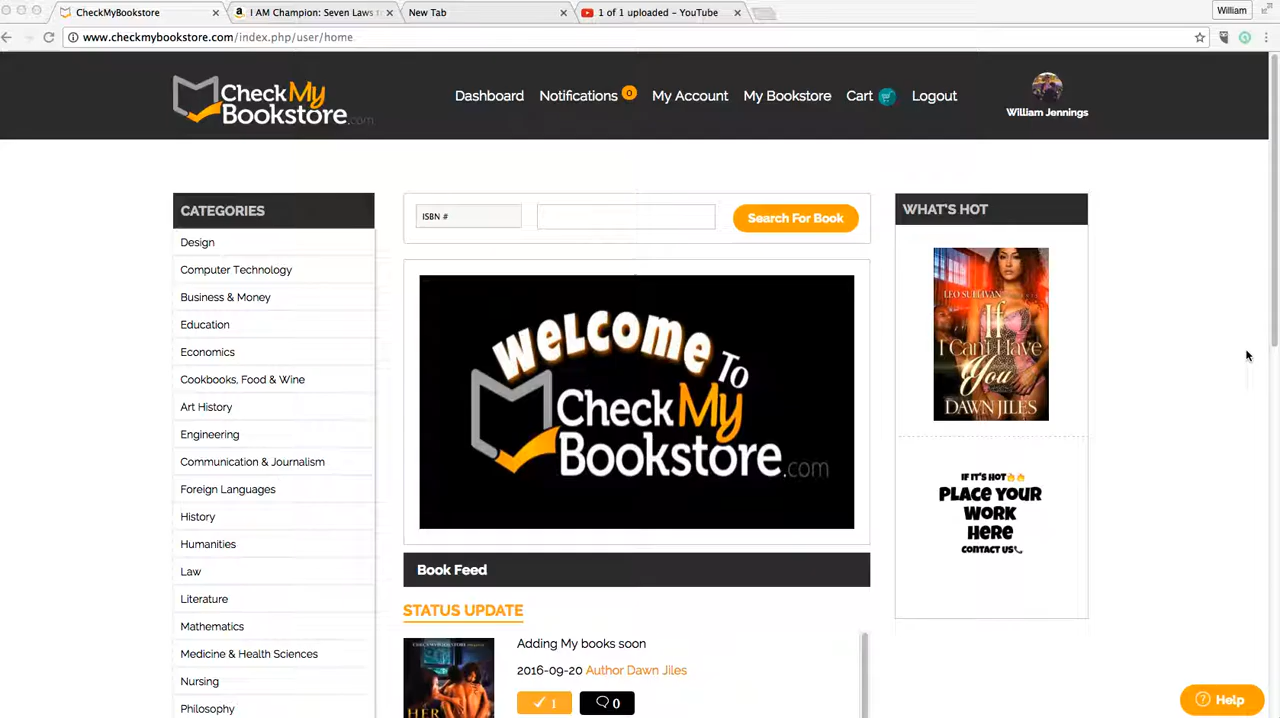 CheckMyBookstore
I AM Champion: Seven Laws t
New Tab
1 of 1 uploaded - YouTube
William
www.checkmybookstore.com/index.php/user/home
CheckMy
Bookstore.com
Dashboard
Notifications 0
My Account
My Bookstore
Cart
Logout
William Jennings
CATEGORIES
Design
Computer Technology
Business & Money
Education
Economics
Cookbooks, Food & Wine
Art History
Engineering
Communication & Journalism
Foreign Languages
History
Humanities
Law
Literature
Mathematics
Medicine & Health Sciences
Nursing
Philosophy
ISBN #
Search For Book
WELCOME TO
CheckMy
Bookstore.com
Book Feed
STATUS UPDATE
CHECKMYBOOKSTORE PRESENTS
HER
Adding My books soon
2016-09-20 Author Dawn Jiles
1
0
WHAT'S HOT
LEO SULLIVAN
If
I Can't Have
You
DAWN JILES
IF IT'S HOT🔥🔥
PLACE YOUR
WORK
HERE
CONTACT US
Help